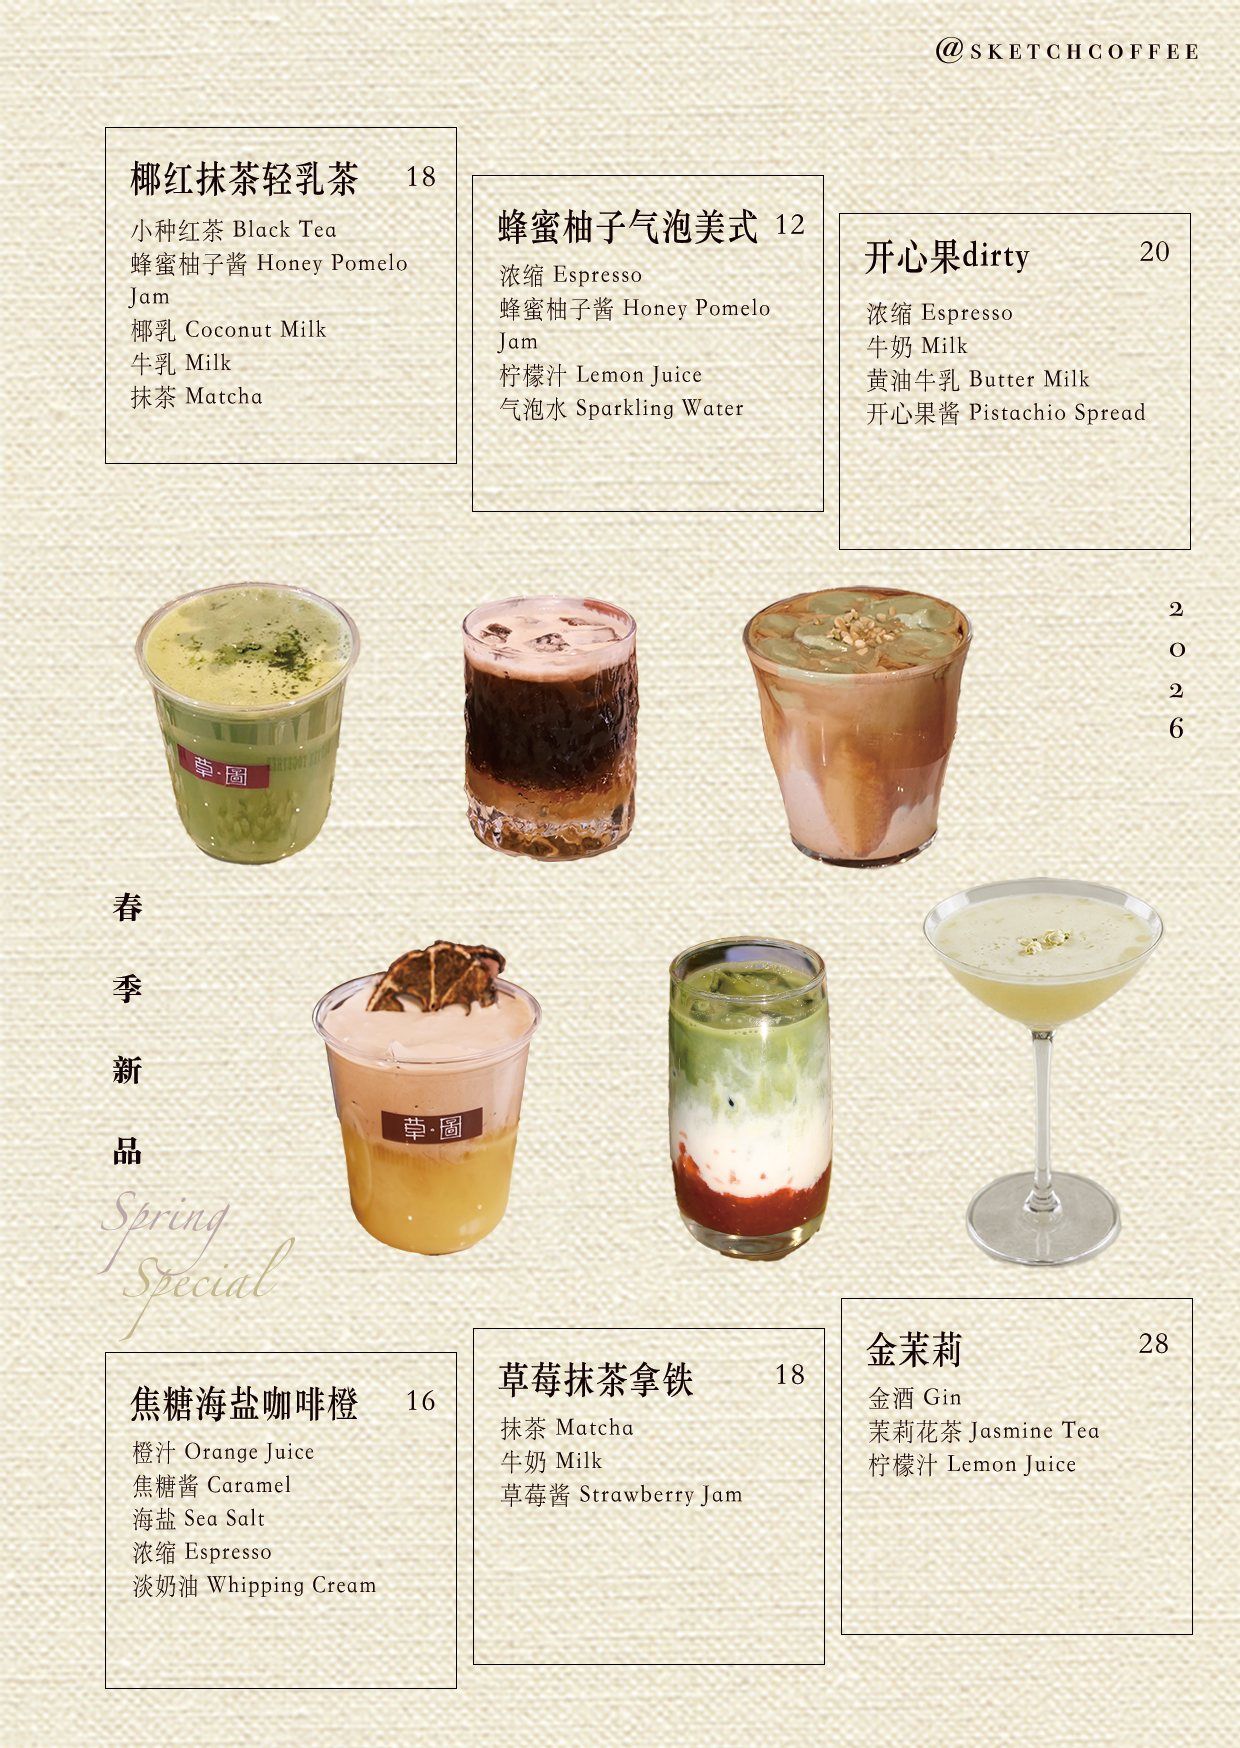 @SKETCHCOFFEE
椰红抹茶轻乳茶 18
小种红茶 Black Tea
蜂蜜柚子酱 Honey Pomelo
Jam
椰乳 Coconut Milk
牛乳 Milk
抹茶 Matcha
蜂蜜柚子气泡美式 12
浓缩 Espresso
蜂蜜柚子酱 Honey Pomelo
Jam
柠檬汁 Lemon Juice
气泡水 Sparkling Water
开心果dirty 20
浓缩 Espresso
牛奶 Milk
黄油牛乳 Butter Milk
开心果酱 Pistachio Spread
2026
草·圖
草·圖
春季新品
Spring
Special
焦糖海盐咖啡橙 16
橙汁 Orange Juice
焦糖酱 Caramel
海盐 Sea Salt
浓缩 Espresso
淡奶油 Whipping Cream
草莓抹茶拿铁 18
抹茶 Matcha
牛奶 Milk
草莓酱 Strawberry Jam
金茉莉 28
金酒 Gin
茉莉花茶 Jasmine Tea
柠檬汁 Lemon Juice